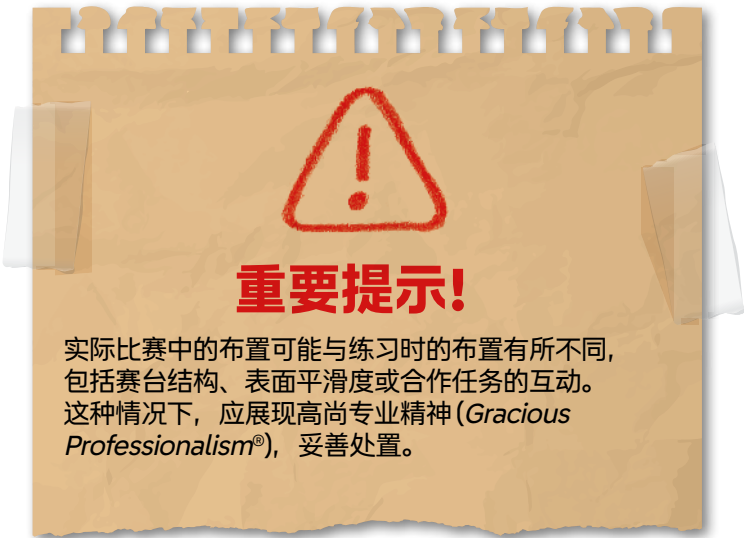 重要提示!
实际比赛中的布置可能与练习时的布置有所不同，
包括赛台结构、表面平滑度或合作任务的互动。
这种情况下，应展现高尚专业精神 (Gracious
Professionalism®)，妥善处置。